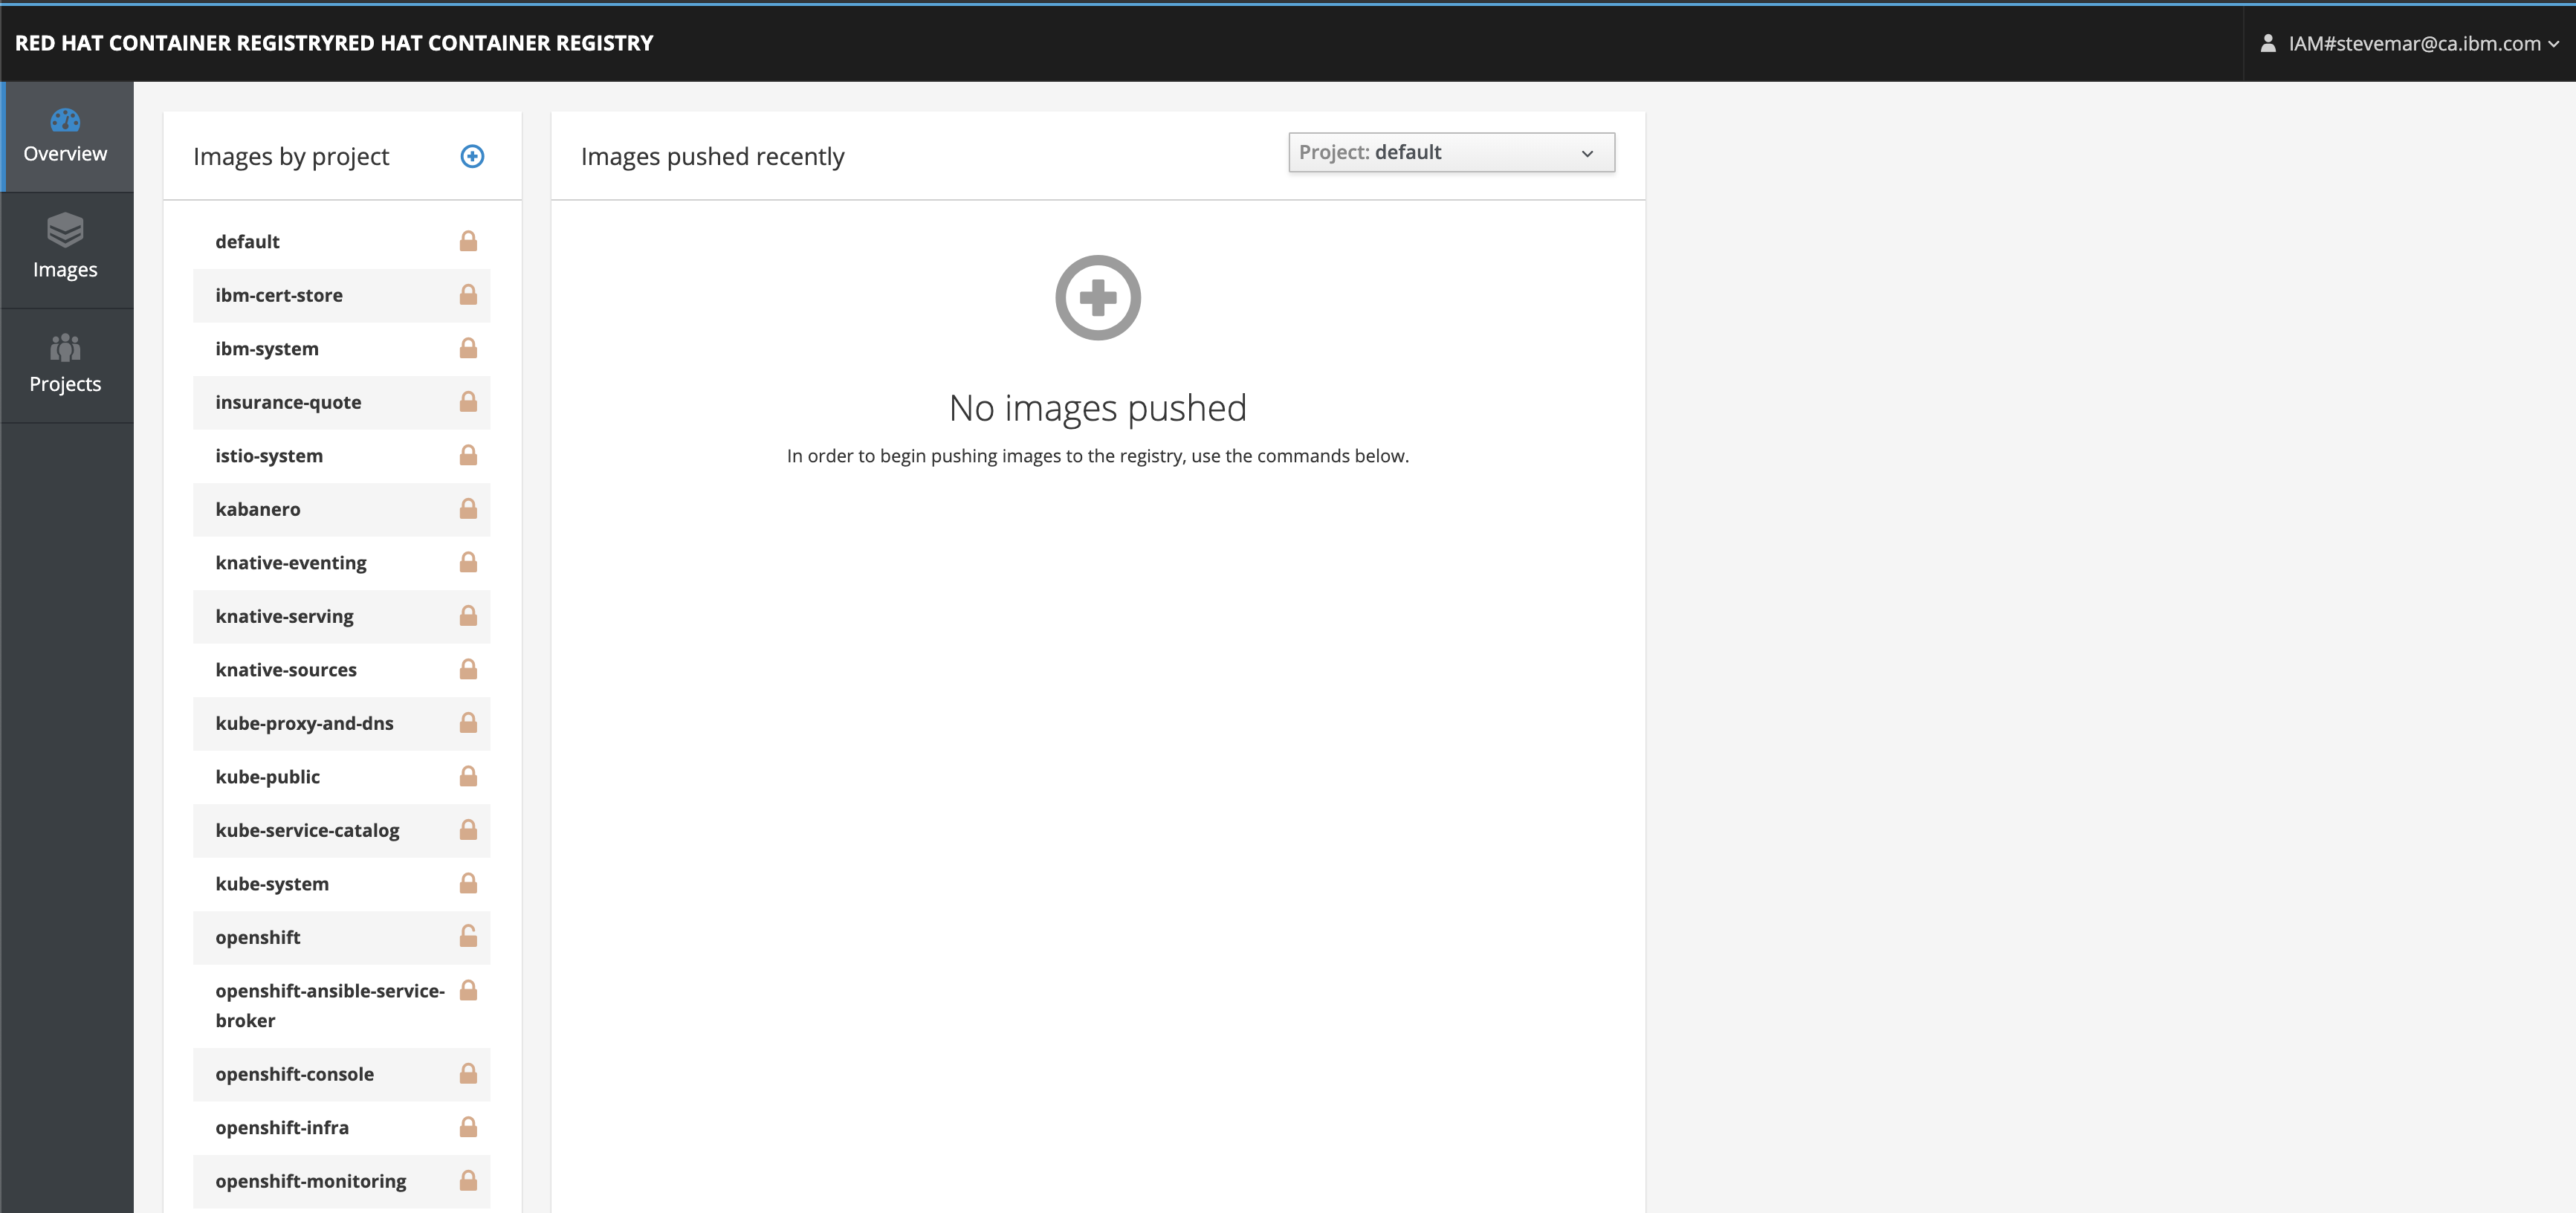 RED HAT CONTAINER REGISTRYRED HAT CONTAINER REGISTRY
IAM#stevemar@ca.ibm.com
Overview
Images
Projects
Images by project
default
ibm-cert-store
ibm-system
insurance-quote
istio-system
kabanero
knative-eventing
knative-serving
knative-sources
kube-proxy-and-dns
kube-public
kube-service-catalog
kube-system
openshift
openshift-ansible-service-
broker
openshift-console
openshift-infra
openshift-monitoring
Images pushed recently
Project: default
No images pushed
In order to begin pushing images to the registry, use the commands below.